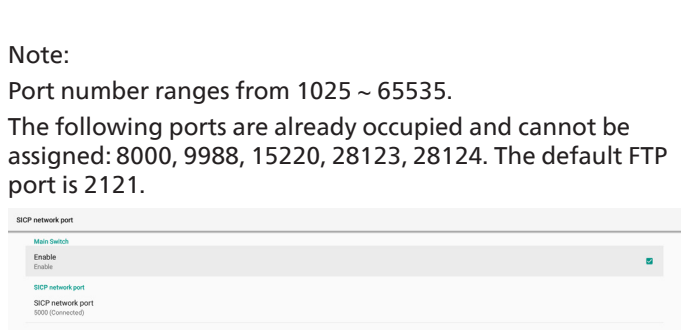 Note:
Port number ranges from 1025 ~ 65535.
The following ports are already occupied and cannot be
assigned: 8000, 9988, 15220, 28123, 28124. The default FTP
port is 2121.
SICP network port
Main Switch
Enable
Enable
SICP network port
SICP network port
5000 (Connected)